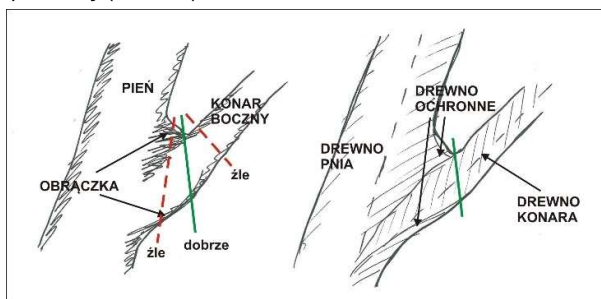 PIEŃ
KONAR
BOCZNY
OBRĄCZKA
źle
źle
dobrze
DREWNO
OCHRONNE
DREWNO
PNIA
DREWNO
KONARA